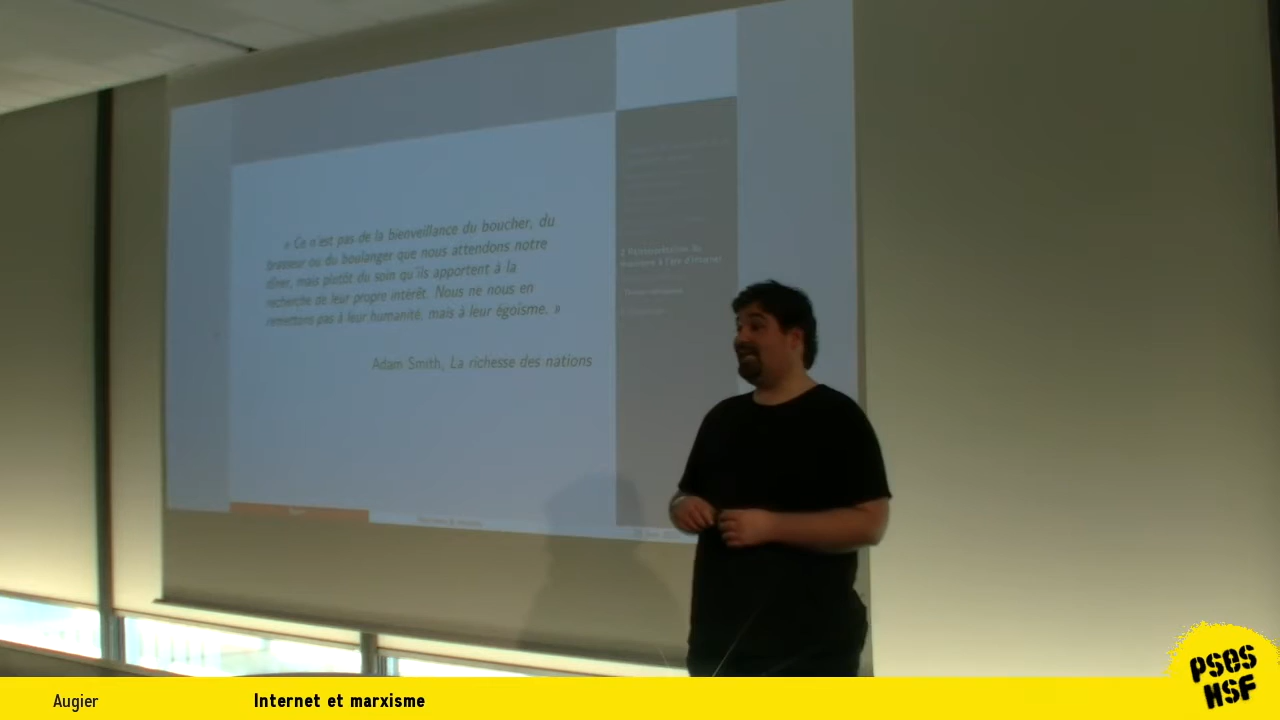 « Ce n'est pas de la bienveillance du boucher, du
brasseur ou du boulanger que nous attendons notre
dîner, mais plutôt du soin qu'ils apportent à la
recherche de leur propre intérêt. Nous ne nous en
remettons pas à leur humanité, mais à leur égoïsme. »
Adam Smith, La richesse des nations
Augier
Internet et marxisme
PSES
HSF